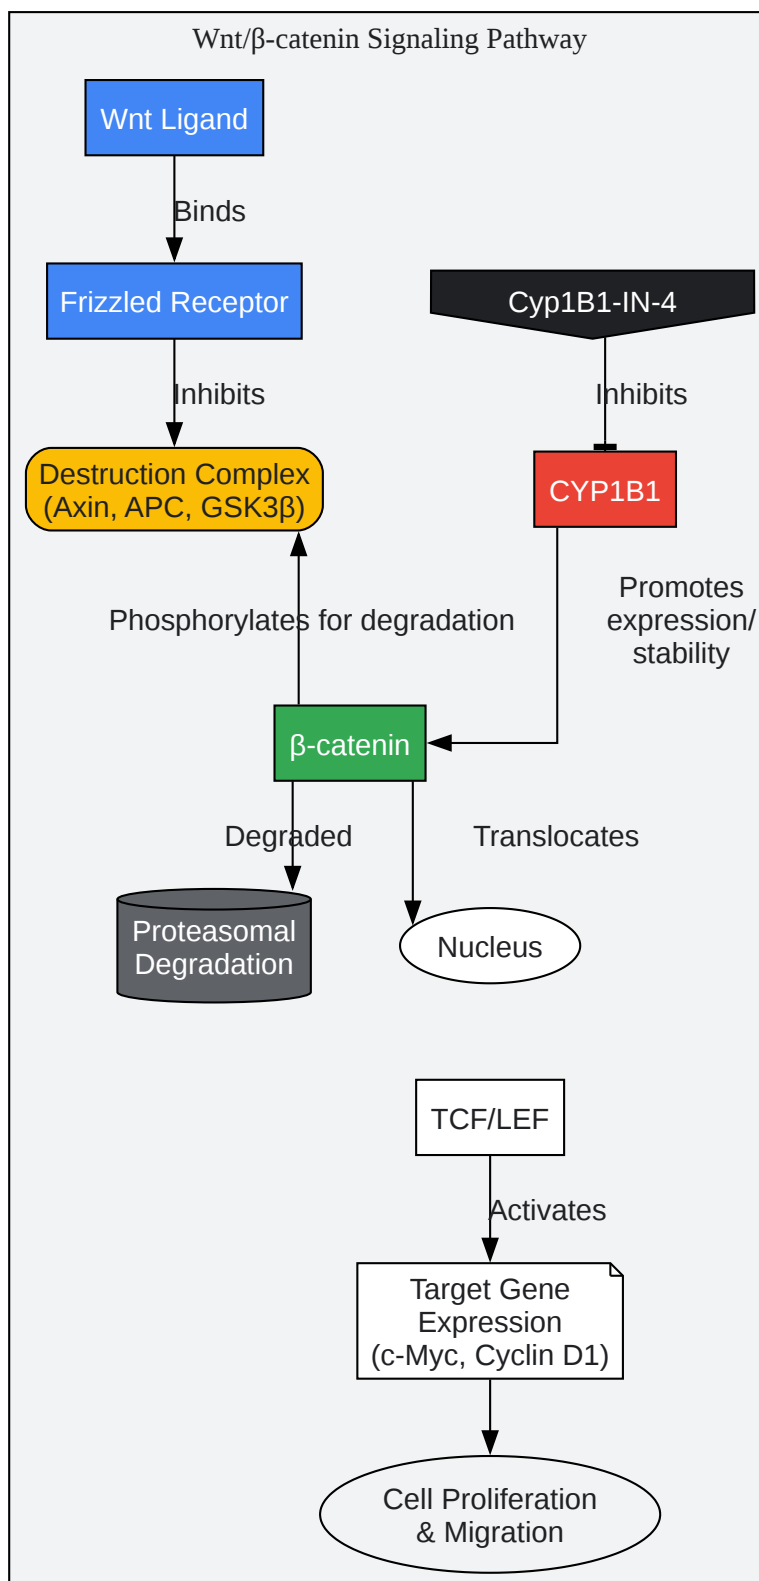 Wnt/β-catenin Signaling Pathway
Wnt Ligand
Binds
Frizzled Receptor
Cyp1B1-IN-4
Inhibits
Inhibits
Destruction Complex
(Axin, APC, GSK3β)
CYP1B1
Phosphorylates for degradation
Promotes
expression/
stability
β-catenin
Degraded
Translocates
Proteasomal
Degradation
Nucleus
TCF/LEF
Activates
Target Gene
Expression
(c-Myc, Cyclin D1)
Cell Proliferation
& Migration